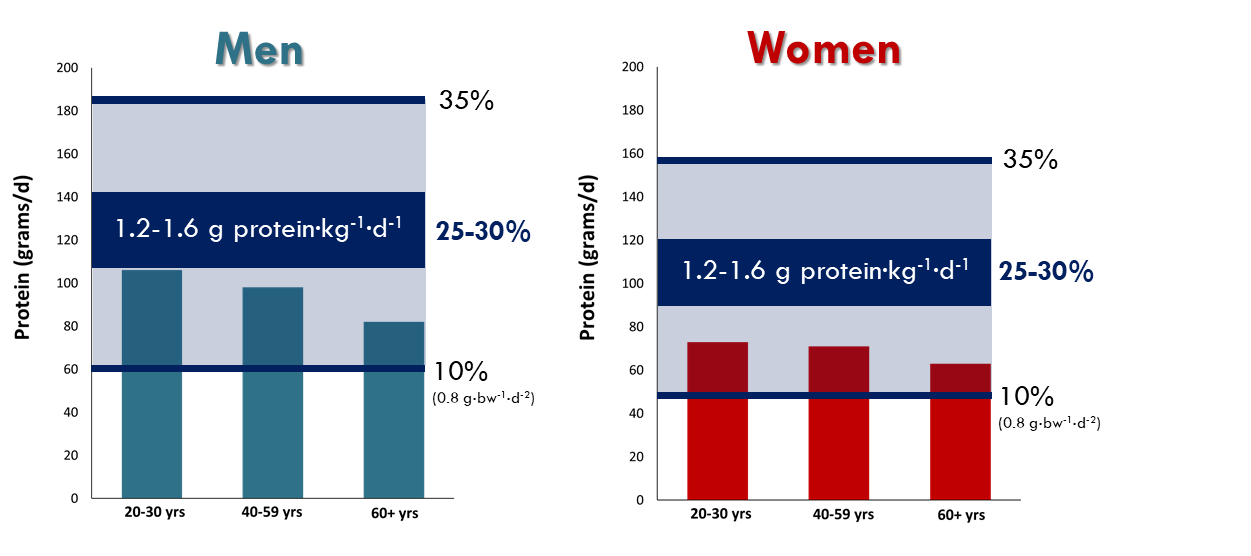 Men
Protein (grams/d)
200
180
160
140
120
100
80
60
40
20
0
35%
1.2-1.6 g protein·kg⁻¹·d⁻¹
25-30%
10%
(0.8 g·bw⁻¹·d⁻²)
20-30 yrs
40-59 yrs
60+ yrs
Women
Protein (grams/d)
200
180
160
140
120
100
80
60
40
20
0
35%
1.2-1.6 g protein·kg⁻¹·d⁻¹
25-30%
10%
(0.8 g·bw⁻¹·d⁻²)
20-30 yrs
40-59 yrs
60+ yrs